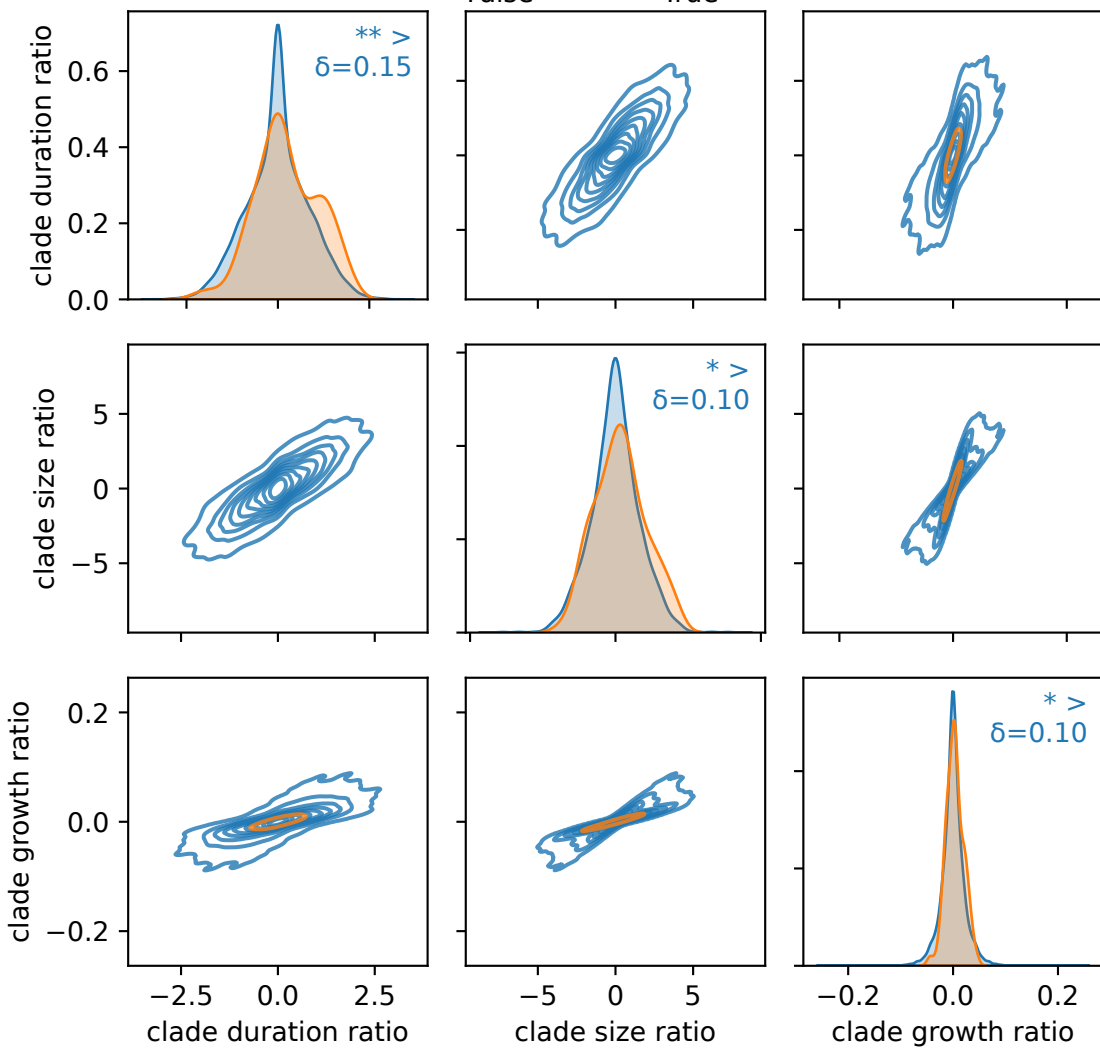 True
clade duration ratio
0.6
0.4
0.2
0.0
** >
δ=0.15
clade size ratio
5
0
−5
* >
δ=0.10
clade growth ratio
0.2
0.0
−0.2
* >
δ=0.10
−2.5
0.0
2.5
−5
0
5
−0.2
0.0
0.2
clade duration ratio
clade size ratio
clade growth ratio